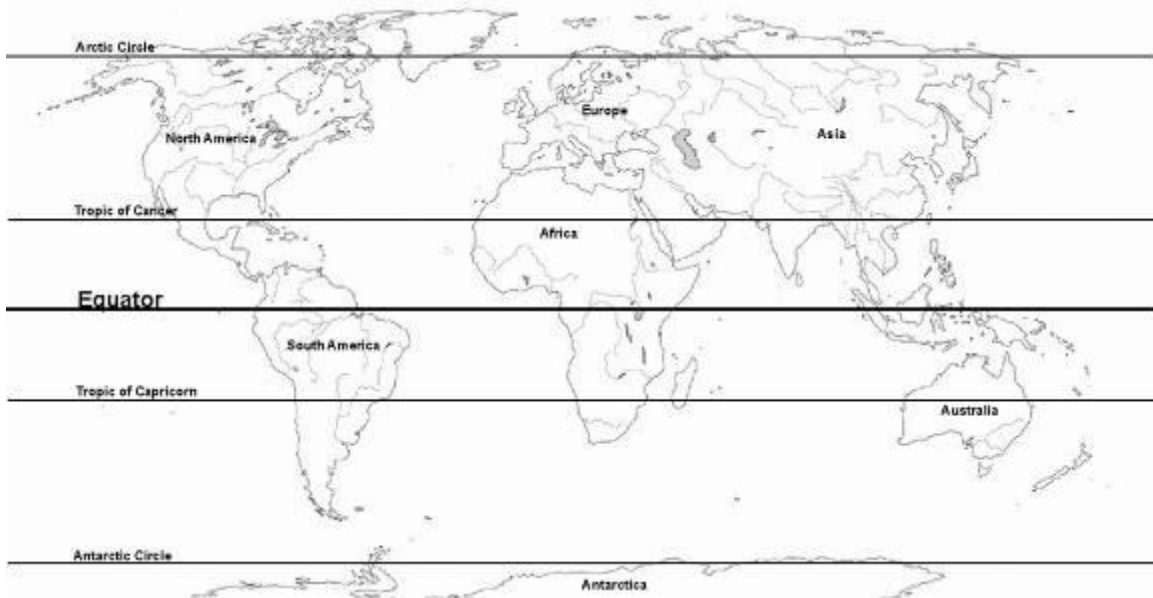 Arctic Circle
Europe
North America
Asia
Tropic of Cancer
Africa
Equator
South America
Tropic of Capricorn
Australia
Antarctic Circle
Antarctica